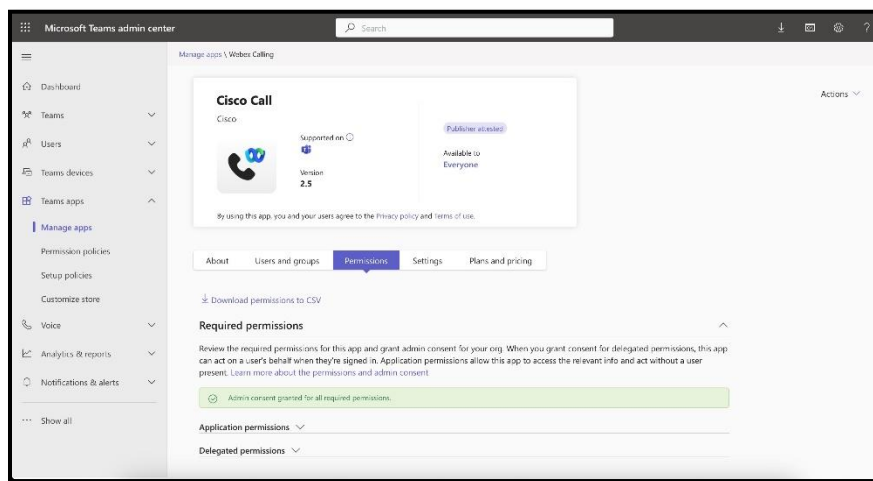 Microsoft Teams admin center
Search
?
Manage apps \ Webex Calling
Dashboard
Teams
Users
Teams devices
Teams apps
Manage apps
Permission policies
Setup policies
Customize store
Voice
Analytics & reports
Notifications & alerts
Show all
Actions
Cisco Call
Cisco
Supported on
Version
2.5
Publisher attested
Available to
Everyone
By using this app, you and your users agree to the Privacy policy and Terms of use.
About Users and groups Permissions Settings Plans and pricing
Download permissions to CSV
Required permissions
Review the required permissions for this app and grant admin consent for your org. When you grant consent for delegated permissions, this app
can act on a user's behalf when they're signed in. Application permissions allow this app to access the relevant info and act without a user
present. Learn more about the permissions and admin consent
Admin consent granted for all required permissions.
Application permissions
Delegated permissions